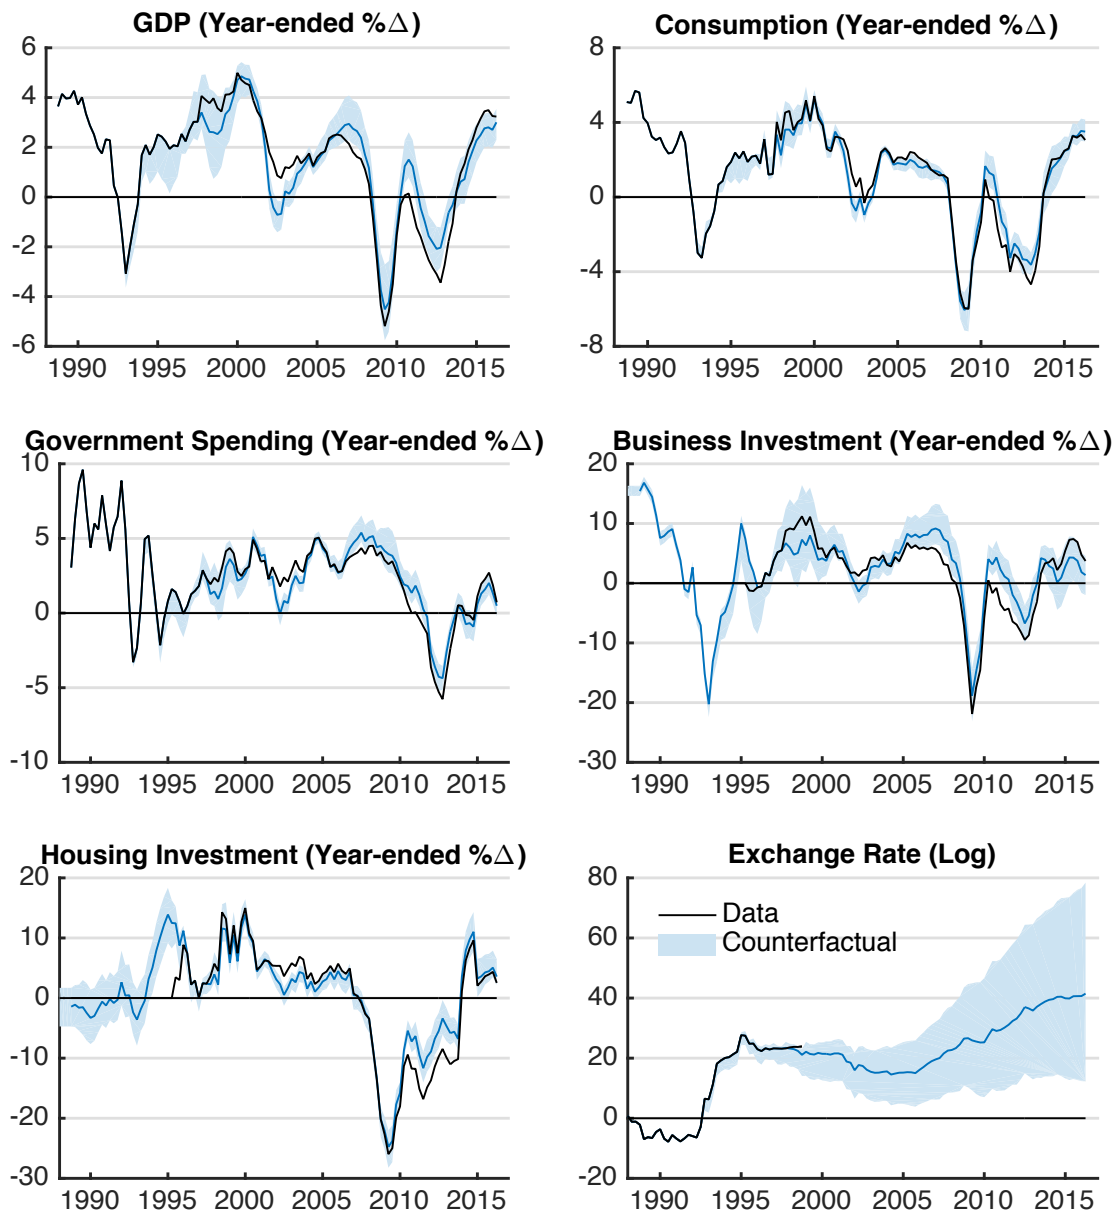 GDP (Year-ended %Δ)
6
4
2
0
-2
-4
-6
1990 1995 2000 2005 2010 2015
Consumption (Year-ended %Δ)
8
4
0
-4
-8
1990 1995 2000 2005 2010 2015
Government Spending (Year-ended %Δ)
10
5
0
-5
-10
1990 1995 2000 2005 2010 2015
Business Investment (Year-ended %Δ)
20
10
0
-10
-20
-30
1990 1995 2000 2005 2010 2015
Housing Investment (Year-ended %Δ)
20
10
0
-10
-20
-30
1990 1995 2000 2005 2010 2015
Exchange Rate (Log)
80
60
40
20
0
-20
Data
Counterfactual
1990 1995 2000 2005 2010 2015